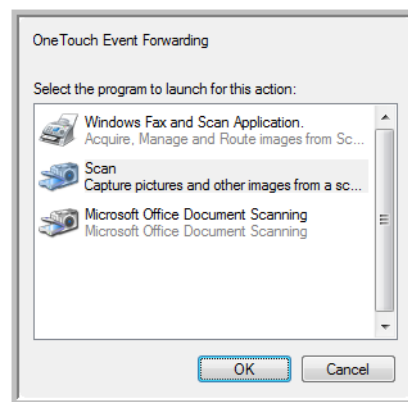 OneTouch Event Forwarding
Select the program to launch for this action:
Windows Fax and Scan Application.
Acquire, Manage and Route images from Sc...
Scan
Capture pictures and other images from a sc...
Microsoft Office Document Scanning
Microsoft Office Document Scanning
OK Cancel